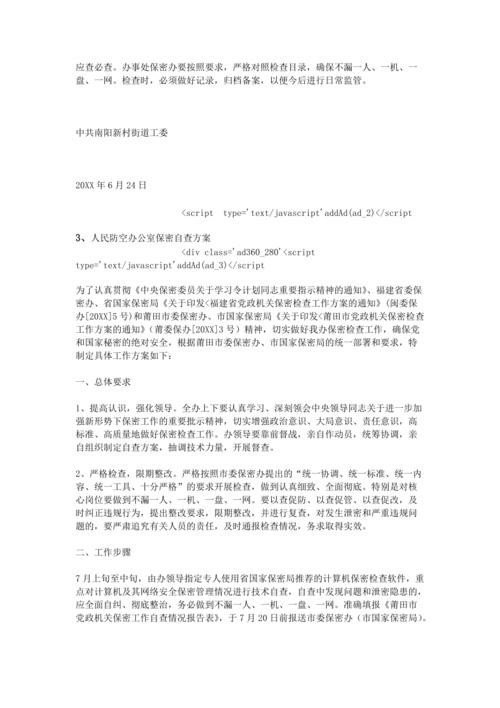 应查必查。办事处保密办要按照要求，严格对照检查目录，确保不漏一人、一机、一
盘、一网。检查时，必须做好记录，归档备案，以便今后进行日常监管。
中共南阳新村街道工委
20XX 年 6 月 24 日
<script  type='text/javascript'addAd(ad_2)</script
3、人民防空办公室保密自查方案
<div class='ad360_280'<script
type='text/javascript'addAd(ad_3)</script
为了认真贯彻《中央保密委员关于学习令计划同志重要指示精神的通知》、福建省委保
密办、省国家保密局《关于印发<福建省党政机关保密检查工作方案的通知》(闽委保
办[20XX]5 号)和莆田市委保密办、市国家保密局《关于印发<莆田市党政机关保密检查
工作方案的通知》(莆委保办[20XX]3 号) 精神，切实做好我办保密检查工作，确保党
和国家秘密的绝对安全，根据莆田市委保密办、市国家保密局的统一部署和要求，特
制定具体工作方案如下：
一、总体要求
1、提高认识，强化领导。全办上下要认真学习、深刻领会中央领导同志关于进一步加
强新形势下保密工作的重要批示精神，切实增强政治意识、大局意识、责任意识，高
标准、高质量地做好保密检查工作。办领导要靠前督战，亲自作动员，统筹协调，亲
自组织制定自查方案，抽调技术力量，开展督查。
2、严格检查，限期整改。严格按照市委保密办提出的“统一协调、统一标准、统一内
容、统一工具、十分严格”的要求开展检查，做到认真细致、全面彻底。特别是对核
心岗位要做到不漏一人、一机、一盘、一网。要以查促防、以查促管、以查促改，及
时纠正违规行为，提出整改要求，限期整改，并进行复查，对发生泄密和严重违规问
题的，要严肃追究有关人员的责任，及时通报检查情况，务求取得实效。
二、工作步骤
7 月上旬至中旬，由办领导指定专人使用省国家保密局推荐的计算机保密检查软件，重
点对计算机及其网络安全保密管理情况进行技术自查，自查中发现问题和泄密隐患的，
应全面自纠、彻底整治，务必做到不漏一人、一机、一盘、一网。准确填报《莆田市
党政机关保密工作自查情况报告表》，于 7 月 20 日前报送市委保密办（市国家保密局）。